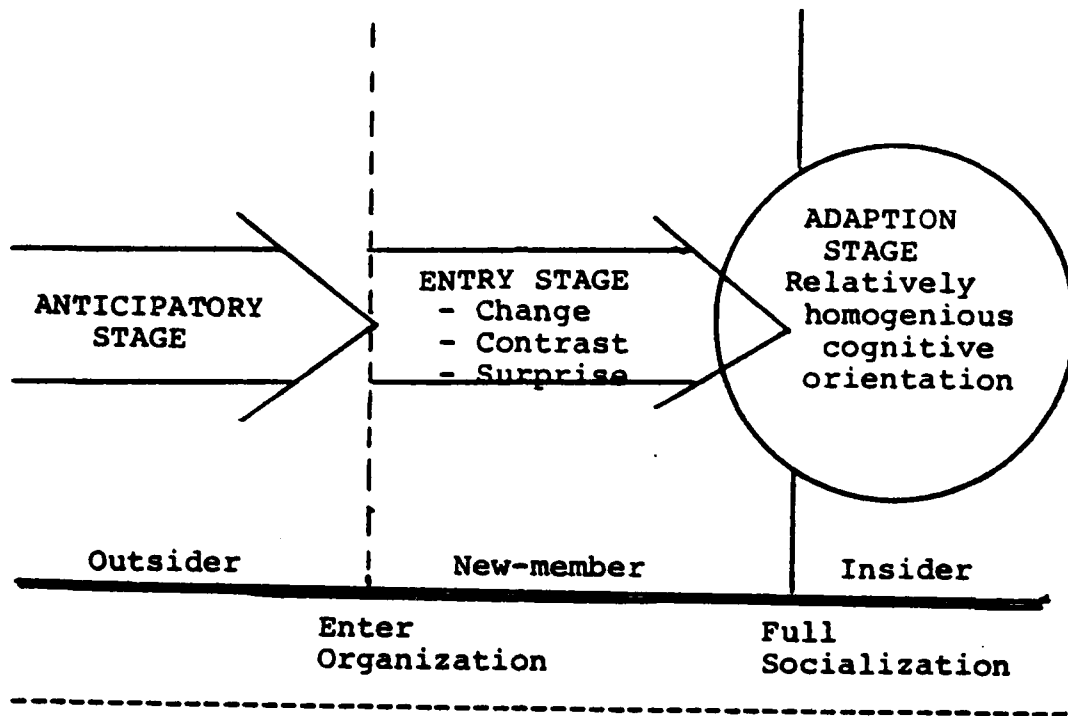 ANTICIPATORY
STAGE
ENTRY STAGE
- Change
- Contrast
- Surprise
ADAPTION
STAGE
Relatively
homogenious
cognitive
orientation
Outsider
New-member
Insider
Enter
Organization
Full
Socialization